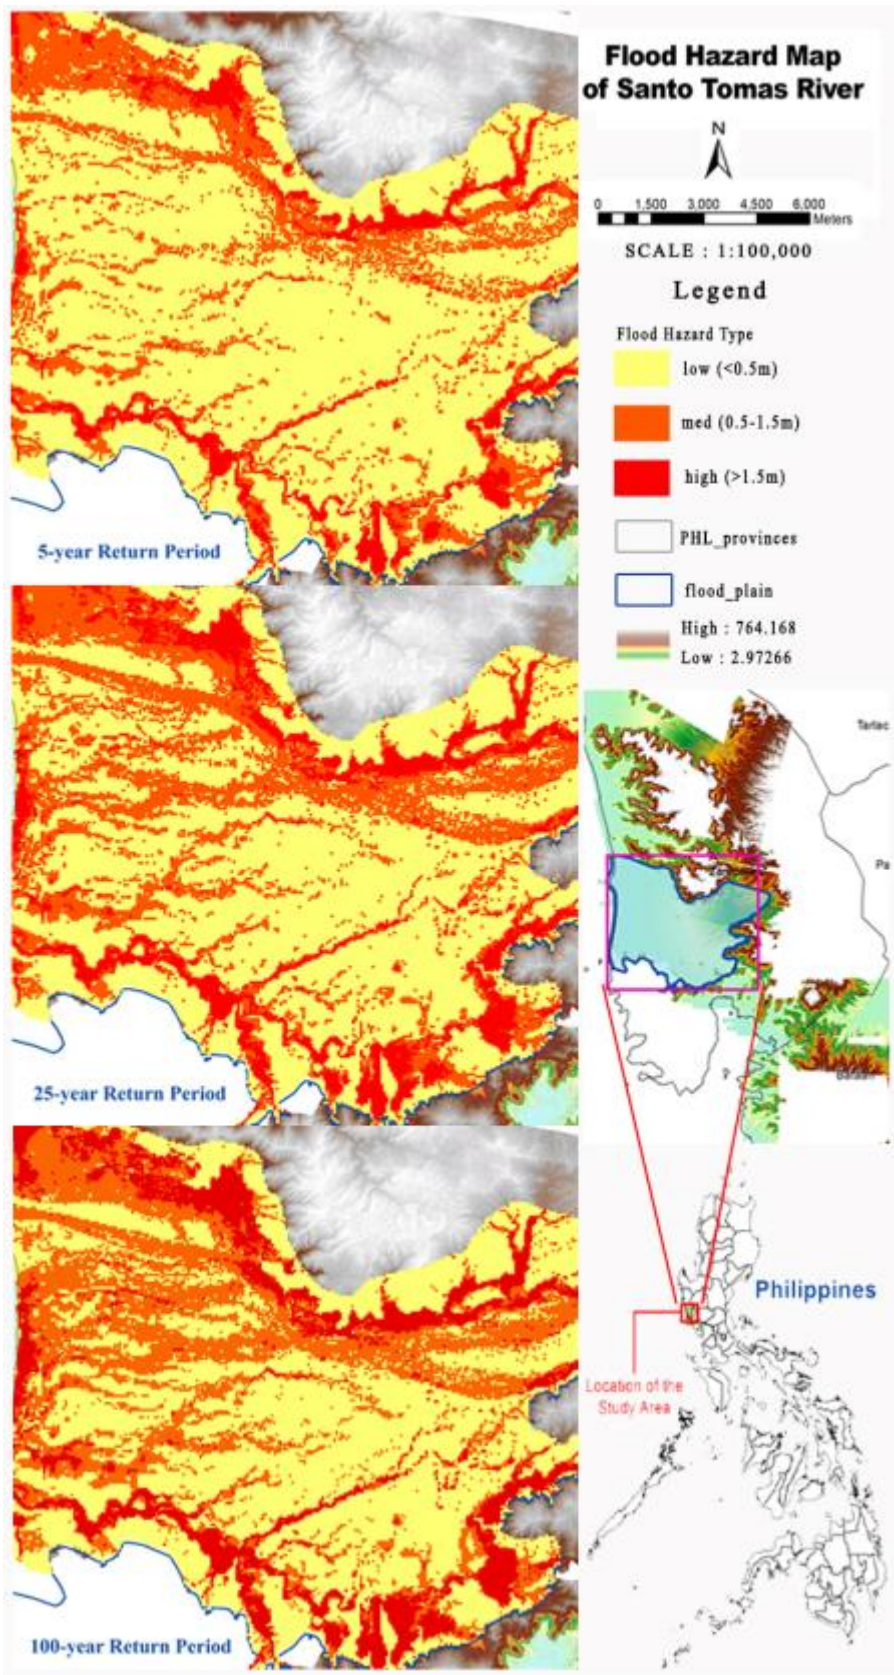 Flood Hazard Map
of Santo Tomas River
N
0 1,500 3,000 4,500 6,000
Meters
SCALE : 1:100,000
Legend
Flood Hazard Type
low (<0.5m)
med (0.5-1.5m)
high (>1.5m)
PHL_provinces
flood_plain
High : 764.168
Low : 2.97266
5-year Return Period
25-year Return Period
100-year Return Period
Tarlac
Pa
Philippines
Location of the
Study Area